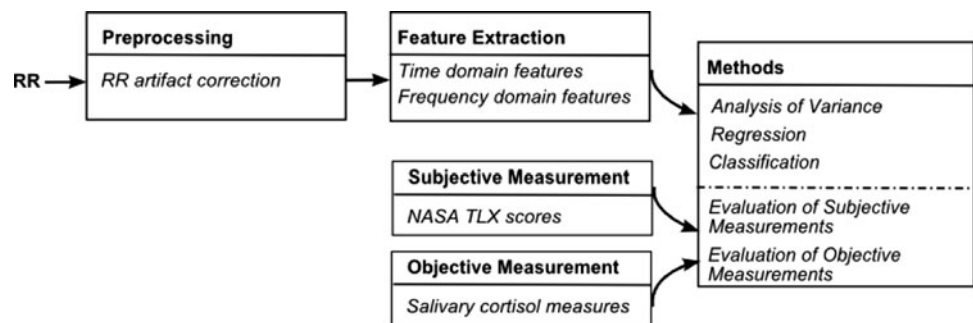 RR
Preprocessing
RR artifact correction
Feature Extraction
Time domain features
Frequency domain features
Subjective Measurement
NASA TLX scores
Objective Measurement
Salivary cortisol measures
Methods
Analysis of Variance
Regression
Classification
Evaluation of Subjective
Measurements
Evaluation of Objective
Measurements